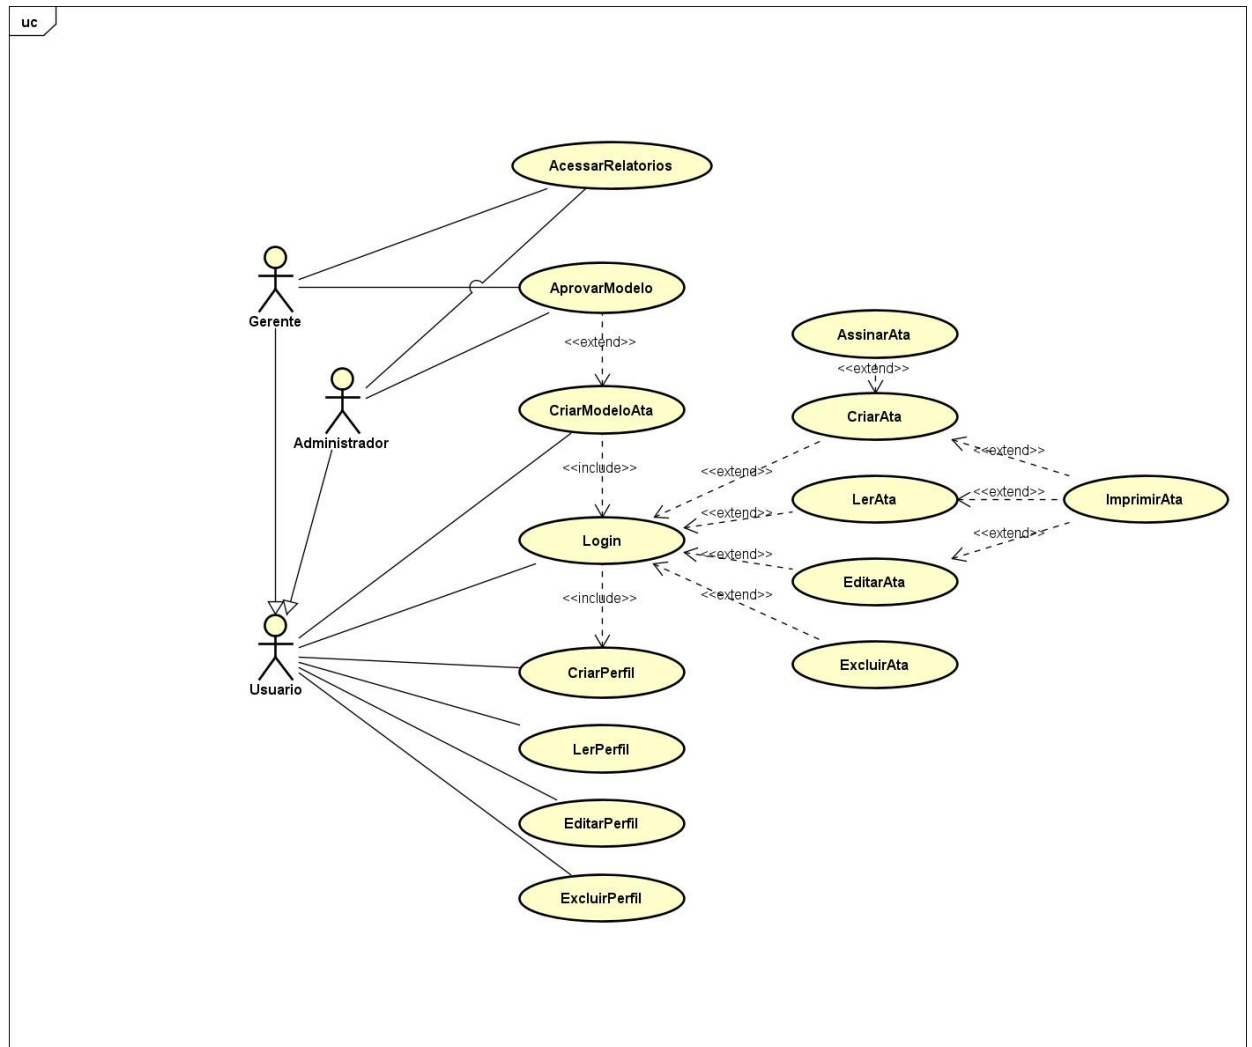 uc
AcessarRelatorios
Gerente
AprovarModelo
<<extend>>
AssinarAta
<<extend>>
Administrador
CriarModeloAta
CriarAta
<<include>>
<<extend>>
<<extend>>
LerAta
<<extend>>
ImprimirAta
<<extend>>
Login
<<extend>>
<<extend>>
EditarAta
<<include>>
<<extend>>
Usuario
CriarPerfil
ExcluirAta
LerPerfil
EditarPerfil
ExcluirPerfil